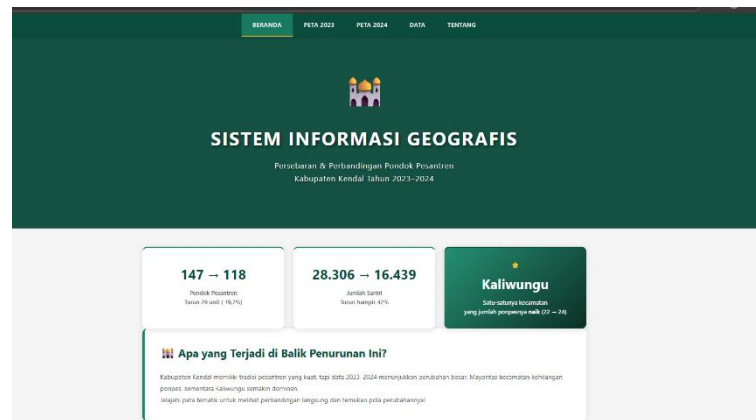 BERANDA PETA 2023 PETA 2024 DATA TENTANG
SISTEM INFORMASI GEOGRAFIS
Persebaran & Perbandingan Pondok Pesantren
Kabupaten Kendal Tahun 2023–2024
147 → 118
Pondok Pesantren
Turun 29 unit (-19,7%)
28.306 → 16.439
Jumlah Santri
Turun hampir 42%
Kaliwungu
Satu-satunya kecamatan
yang jumlah ponpesnya naik (22 → 24)
Apa yang Terjadi di Balik Penurunan Ini?
Kabupaten Kendal memiliki tradisi pesantren yang kuat, tapi data 2023–2024 menunjukkan perubahan besar. Mayoritas kecamatan kehilangan
ponpes, sementara Kaliwungu semakin dominan.
Jelajahi peta tematik untuk melihat perbandingan langsung dan temukan pola perubahannya!